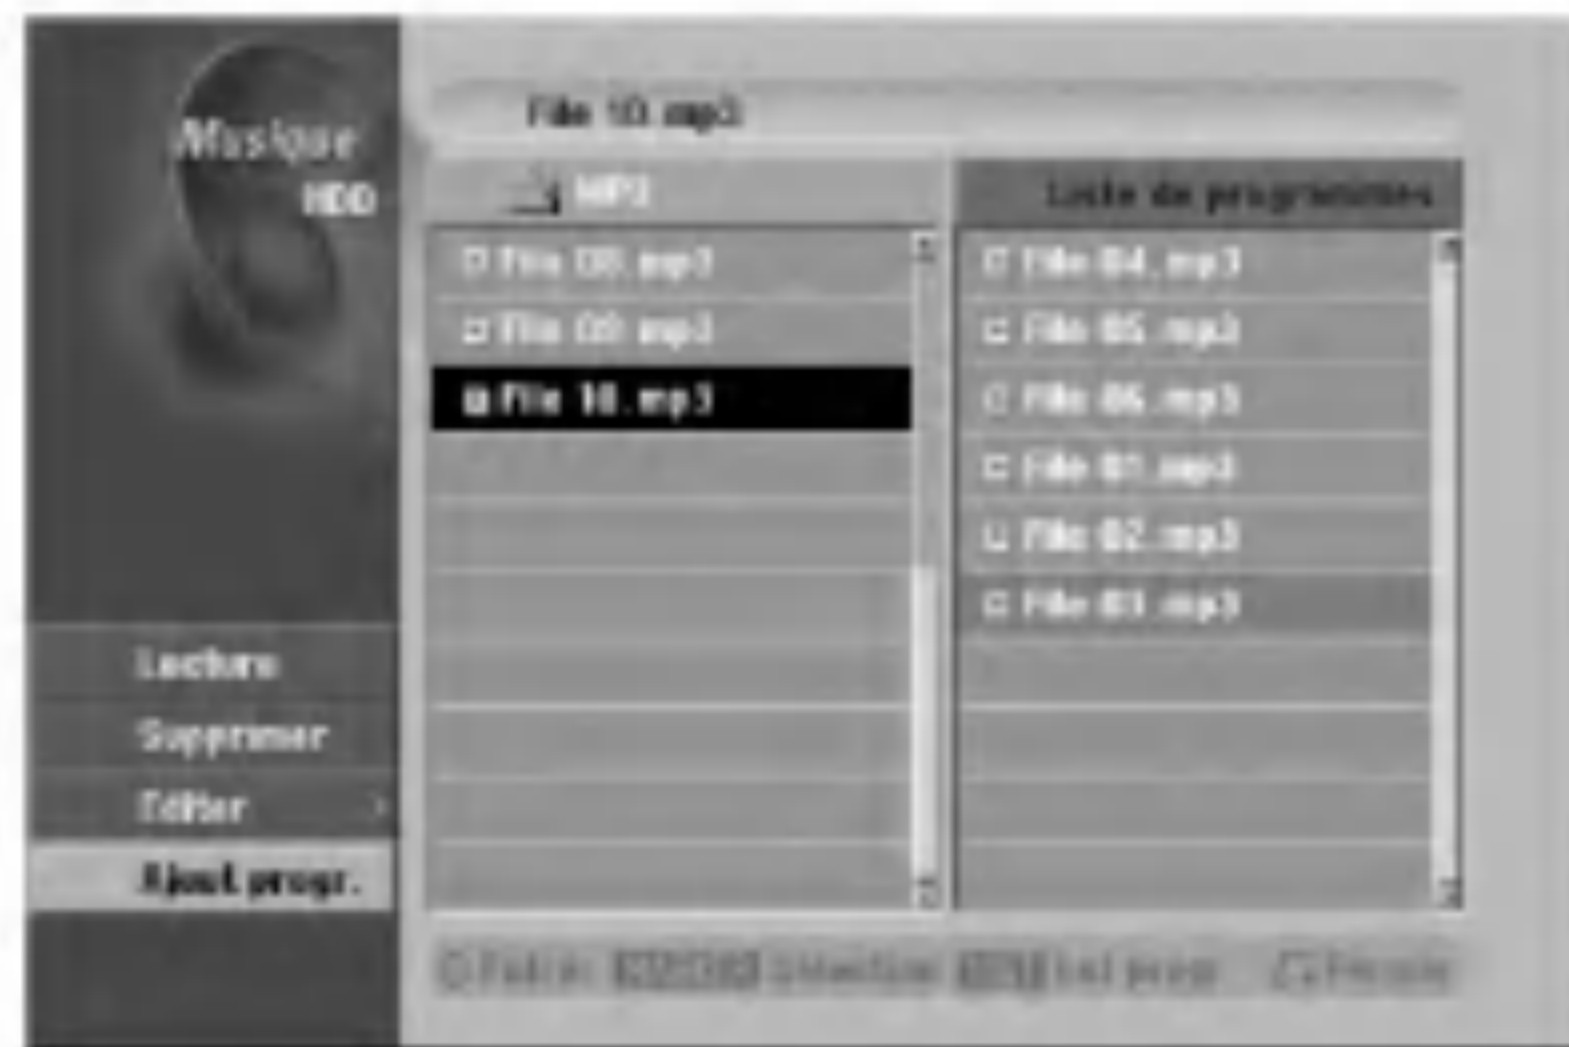 Musique
HDD
File 10.mp3
MP3
File 08.mp3
File 09.mp3
File 10.mp3
Liste de programmes
File 04.mp3
File 05.mp3
File 06.mp3
File 01.mp3
File 02.mp3
File 03.mp3
Lecture
Supprimer
Editer
Ajout progr.
Fermer